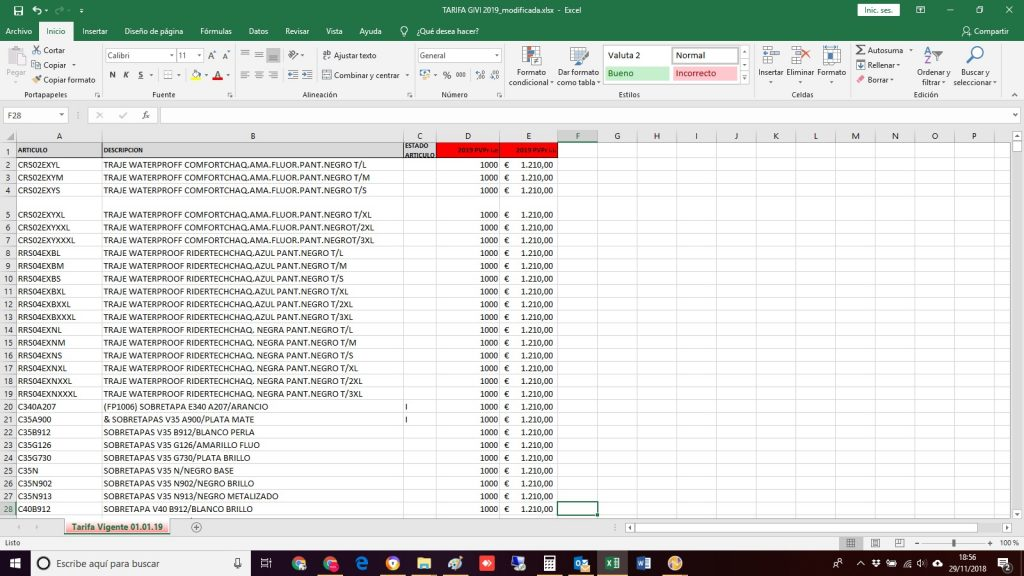 TARIFA GIVI 2019_modificada.xlsx - Excel
Inic. ses.
Archivo Inicio Insertar Diseño de página Fórmulas Datos Revisar Vista Ayuda ¿Qué desea hacer? Compartir
Pegar Cortar Copiar Copiar formato Portapapeles
Calibri 11 N K S Fuente
Ajustar texto Combinar y centrar Alineación
General % 000 Número
Formato condicional Dar formato como tabla
Valuta 2 Normal Bueno Incorrecto Estilos
Insertar Eliminar Formato Celdas
Autosuma Rellenar Borrar Ordenar y filtrar Buscar y seleccionar Edición
F28 fx
A B C D E F G H I J K L M N O P
1 ARTICULO DESCRIPCION ESTADO ARTICULO
2 CRS02EXYL TRAJE WATERPROFF COMFORTCHAQ.AMA.FLUOR.PANT.NEGRO T/L 1000 € 1.210,00
3 CRS02EXYM TRAJE WATERPROFF COMFORTCHAQ.AMA.FLUOR.PANT.NEGRO T/M 1000 € 1.210,00
4 CRS02EXYS TRAJE WATERPROFF COMFORTCHAQ.AMA.FLUOR.PANT.NEGRO T/S 1000 € 1.210,00
5 CRS02EXYXL TRAJE WATERPROFF COMFORTCHAQ.AMA.FLUOR.PANT.NEGRO T/XL 1000 € 1.210,00
6 CRS02EXYXXL TRAJE WATERPROFF COMFORTCHAQ.AMA.FLUOR.PANT.NEGROT/2XL 1000 € 1.210,00
7 CRS02EXYXXXL TRAJE WATERPROFF COMFORTCHAQ.AMA.FLUOR.PANT.NEGROT/3XL 1000 € 1.210,00
8 RRS04EXBL TRAJE WATERPROOF RIDERTECHCHAQ.AZUL PANT.NEGRO T/L 1000 € 1.210,00
9 RRS04EXBM TRAJE WATERPROOF RIDERTECHCHAQ.AZUL PANT.NEGRO T/M 1000 € 1.210,00
10 RRS04EXBS TRAJE WATERPROOF RIDERTECHCHAQ.AZUL PANT.NEGRO T/S 1000 € 1.210,00
11 RRS04EXBXL TRAJE WATERPROOF RIDERTECHCHAQ.AZUL PANT.NEGRO T/XL 1000 € 1.210,00
12 RRS04EXBXXL TRAJE WATERPROOF RIDERTECHCHAQ.AZUL PANT.NEGRO T/2XL 1000 € 1.210,00
13 RRS04EXBXXXL TRAJE WATERPROOF RIDERTECHCHAQ.AZUL PANT.NEGRO T/3XL 1000 € 1.210,00
14 RRS04EXNL TRAJE WATERPROOF RIDERTECHCHAQ. NEGRA PANT.NEGRO T/L 1000 € 1.210,00
15 RRS04EXNM TRAJE WATERPROOF RIDERTECHCHAQ. NEGRA PANT.NEGRO T/M 1000 € 1.210,00
16 RRS04EXNS TRAJE WATERPROOF RIDERTECHCHAQ. NEGRA PANT.NEGRO T/S 1000 € 1.210,00
17 RRS04EXNXL TRAJE WATERPROOF RIDERTECHCHAQ. NEGRA PANT.NEGRO T/XL 1000 € 1.210,00
18 RRS04EXNXXL TRAJE WATERPROOF RIDERTECHCHAQ. NEGRA PANT.NEGRO T/2XL 1000 € 1.210,00
19 RRS04EXNXXXL TRAJE WATERPROOF RIDERTECHCHAQ. NEGRA PANT.NEGRO T/3XL 1000 € 1.210,00
20 C340A207 (FP1006) SOBRETAPA E340 A207/ARANCIO I 1000 € 1.210,00
21 C35A900 & SOBRETAPAS V35 A900/PLATA MATE I 1000 € 1.210,00
22 C35B912 SOBRETAPAS V35 B912/BLANCO PERLA 1000 € 1.210,00
23 C35G126 SOBRETAPAS V35 G126/AMARILLO FLUO 1000 € 1.210,00
24 C35G730 SOBRETAPAS V35 G730/PLATA BRILLO 1000 € 1.210,00
25 C35N SOBRETAPAS V35 N/NEGRO BASE 1000 € 1.210,00
26 C35N902 SOBRETAPAS V35 N902/NEGRO BRILLO 1000 € 1.210,00
27 C35N913 SOBRETAPAS V35 N913/NEGRO METALIZADO 1000 € 1.210,00
28 C40B912 SOBRETAPA V40 B912/BLANCO BRILLO 1000 € 1.210,00
Tarifa Vigente 01.01.19
Listo 100 %
Escribe aquí para buscar
18:56
29/11/2018